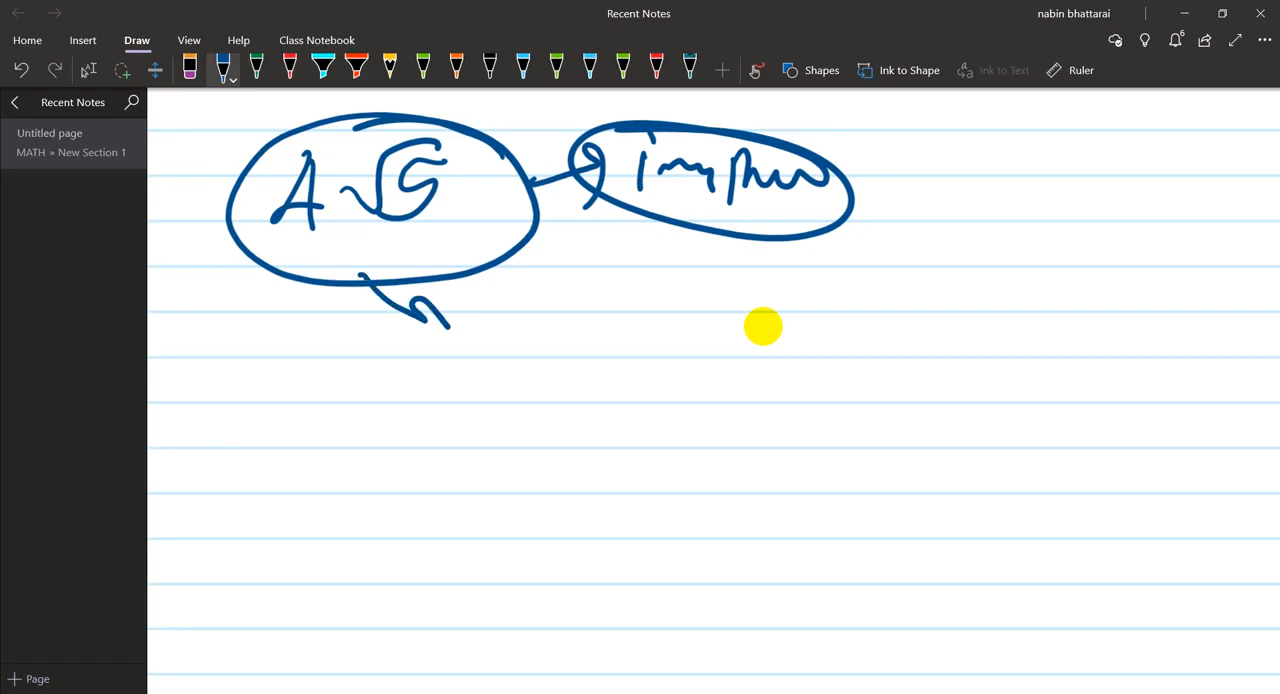 Recent Notes
nabin bhattarai
Home Insert Draw View Help Class Notebook
6
Shapes Ink to Shape Ink to Text Ruler
Recent Notes
Untitled page
MATH » New Section 1
A
Page